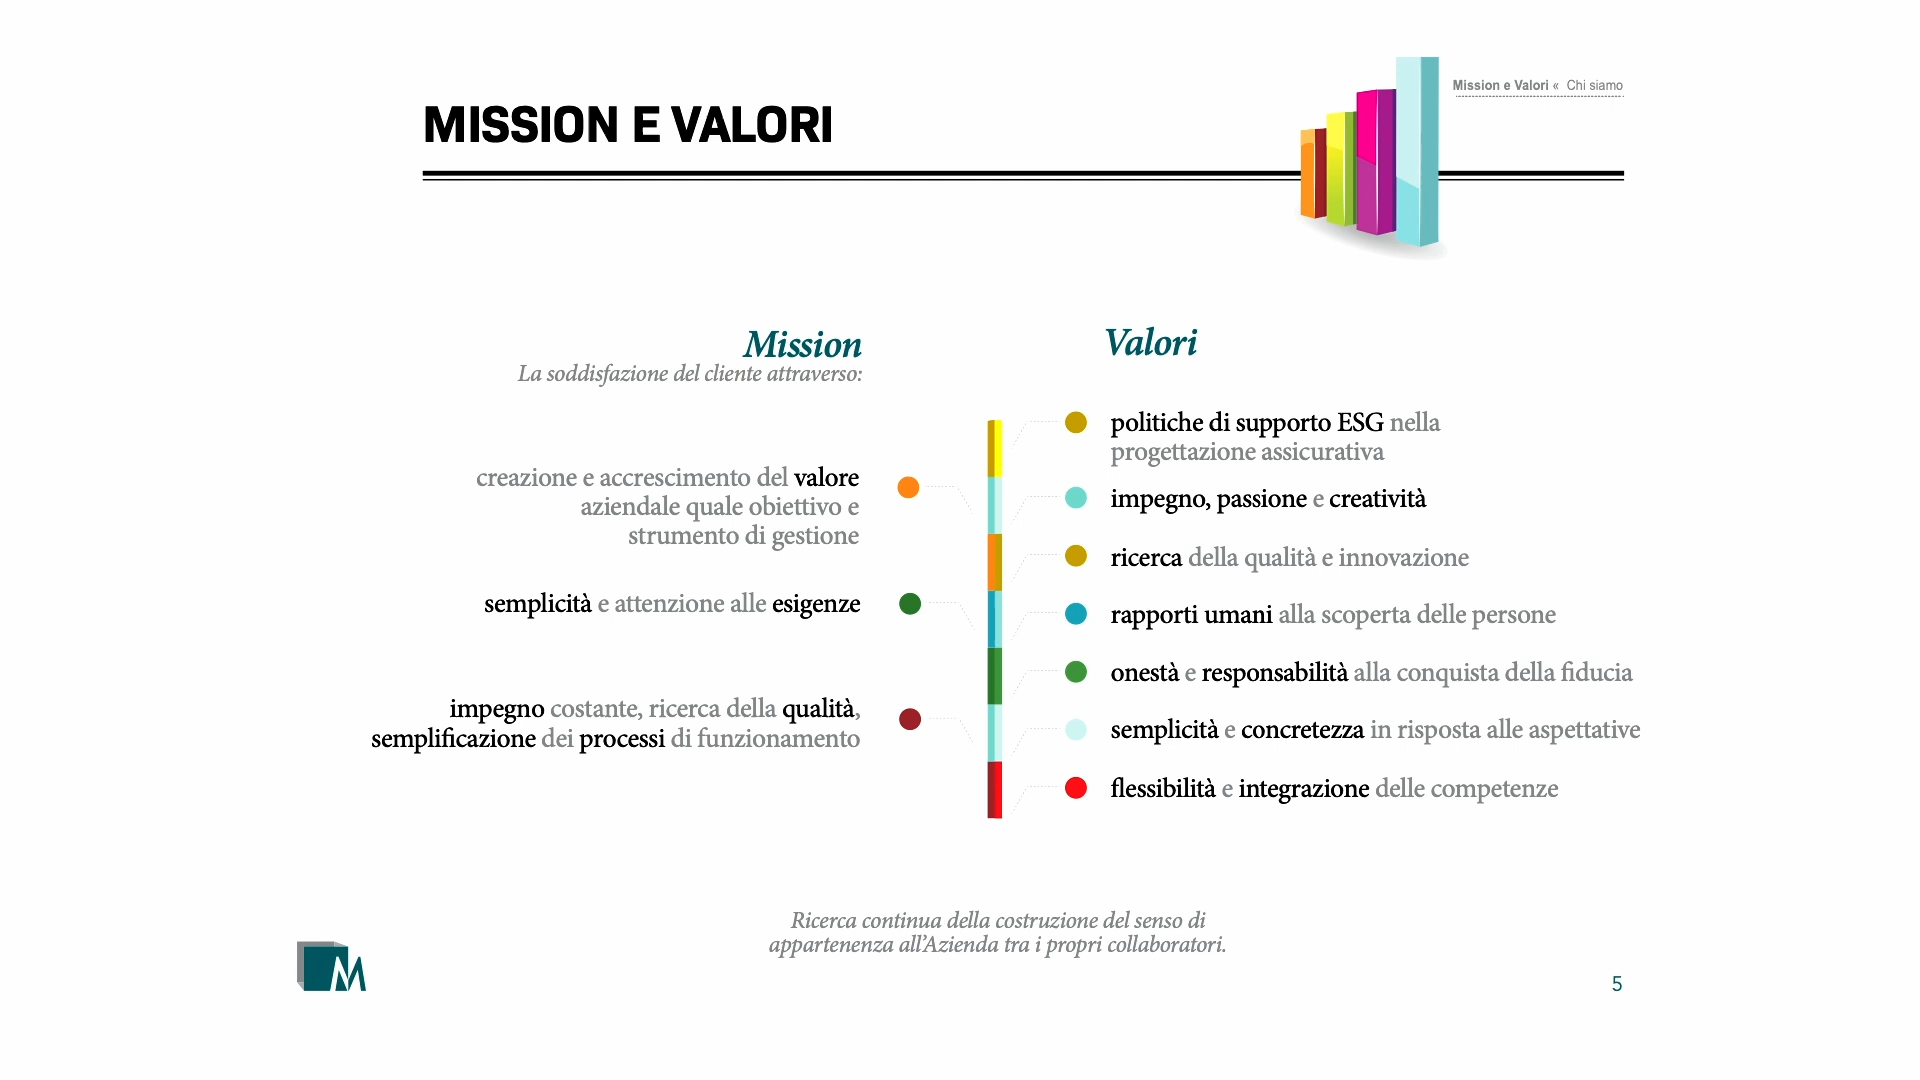 Mission e Valori « Chi siamo
MISSION E VALORI
Mission
La soddisfazione del cliente attraverso:
creazione e accrescimento del valore
aziendale quale obiettivo e
strumento di gestione
semplicità e attenzione alle esigenze
impegno costante, ricerca della qualità,
semplificazione dei processi di funzionamento
Valori
politiche di supporto ESG nella
progettazione assicurativa
impegno, passione e creatività
ricerca della qualità e innovazione
rapporti umani alla scoperta delle persone
onestà e responsabilità alla conquista della fiducia
semplicità e concretezza in risposta alle aspettative
flessibilità e integrazione delle competenze
Ricerca continua della costruzione del senso di
appartenenza all'Azienda tra i propri collaboratori.
M
5